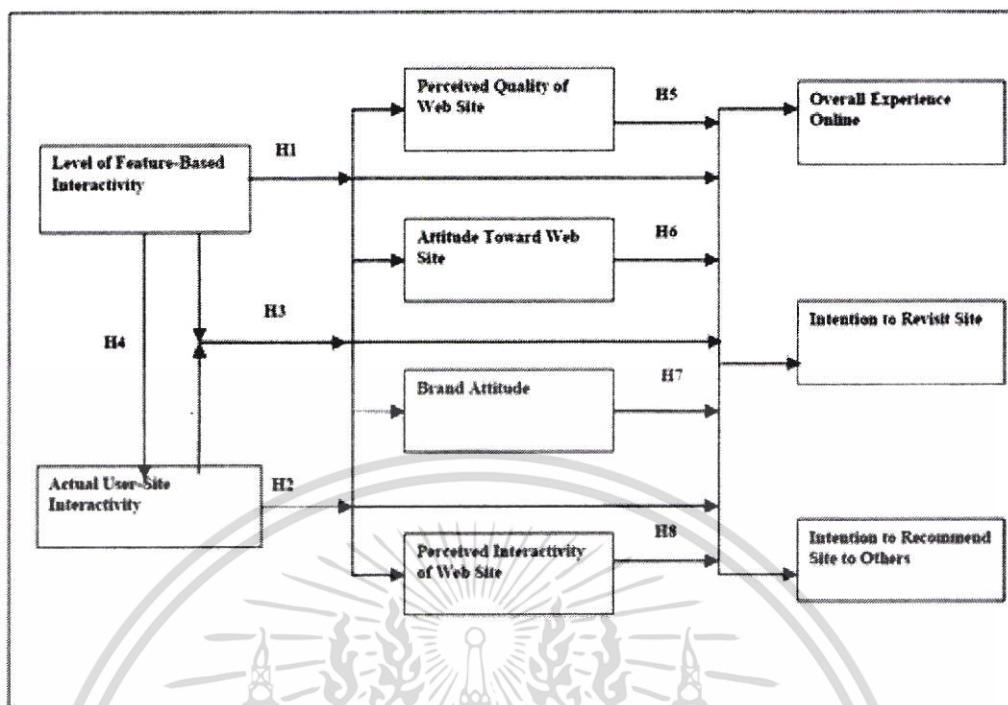 Perceived Quality of
Web Site
H5
Overall Experience
Online
Level of Feature-Based
Interactivity
H1
Attitude Toward Web
Site
H6
H3
Intention to Revisit Site
H4
Brand Attitude
H7
Actual User-Site
Interactivity
H2
Perceived Interactivity
of Web Site
H8
Intention to Recommend
Site to Others